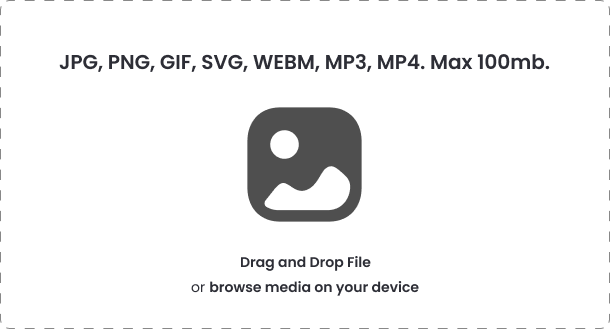 JPG, PNG, GIF, SVG, WEBM, MP3, MP4. Max 100mb.
Drag and Drop File
or browse media on your device